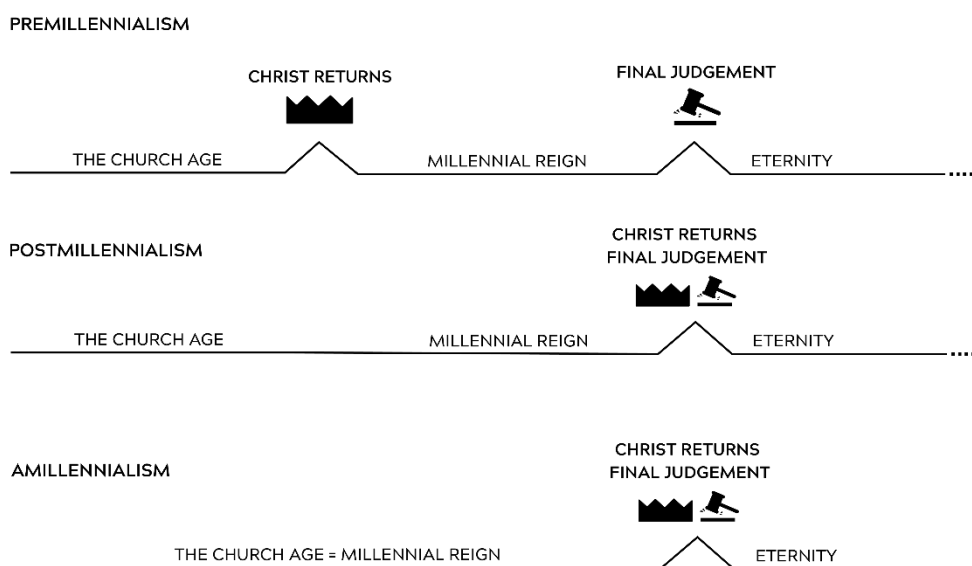 PREMILLENNIALISM
CHRIST RETURNS
FINAL JUDGEMENT
THE CHURCH AGE
MILLENNIAL REIGN
ETERNITY
POSTMILLENNIALISM
CHRIST RETURNS
FINAL JUDGEMENT
THE CHURCH AGE
MILLENNIAL REIGN
ETERNITY
AMILLENNIALISM
CHRIST RETURNS
FINAL JUDGEMENT
THE CHURCH AGE = MILLENNIAL REIGN
ETERNITY